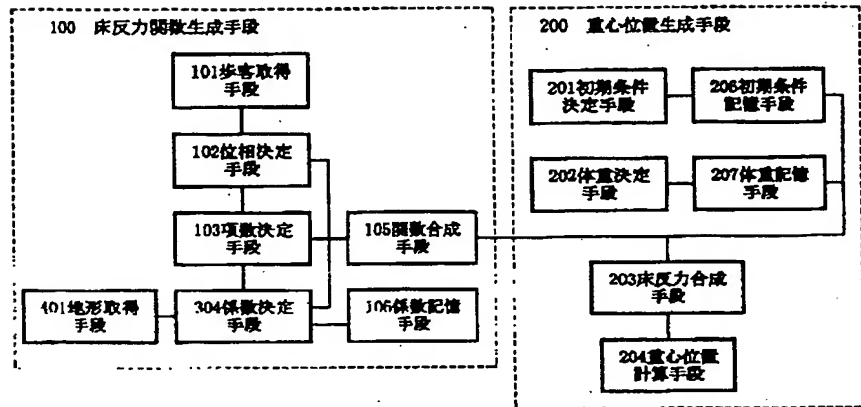 100 床反力関数生成手段
101歩容取得
手段
102位相決定
手段
103項数決定
手段
105関数合成
手段
401地形取得
手段
304係数決定
手段
106係数記憶
手段
200 重心位置生成手段
201初期条件
決定手段
206初期条件
記憶手段
202体重決定
手段
207体重記憶
手段
203床反力合成
手段
204重心位置
計算手段